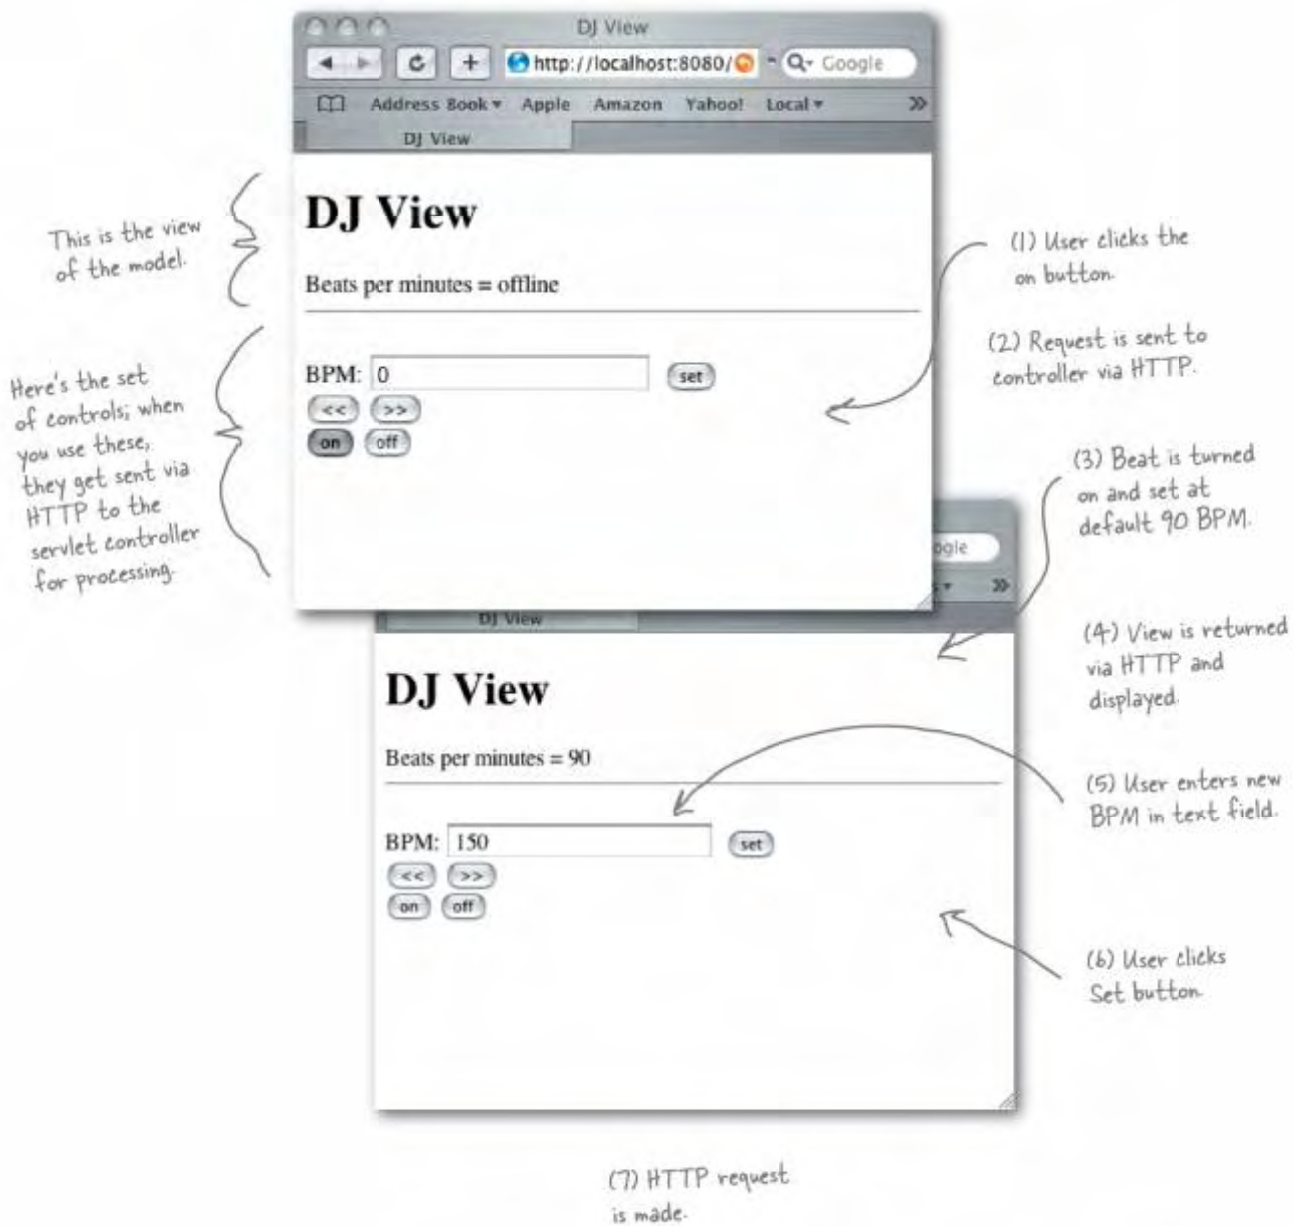 DJ View
http://localhost:8080/
Google
Address Book Apple Amazon Yahoo! Local >>
DJ View
DJ View
This is the view
of the model.
Beats per minutes = offline
(1) User clicks the
on button.
(2) Request is sent to
controller via HTTP.
Here's the set
of controls; when
you use these,
they get sent via
HTTP to the
servlet controller
for processing.
BPM: 0 set
<< >>
on off
(3) Beat is turned
on and set at
default 90 BPM.
ogle
>>
DJ View
(4) View is returned
via HTTP and
displayed.
DJ View
Beats per minutes = 90
(5) User enters new
BPM in text field.
BPM: 150 set
<< >>
on off
(6) User clicks
Set button.
(7) HTTP request
is made.